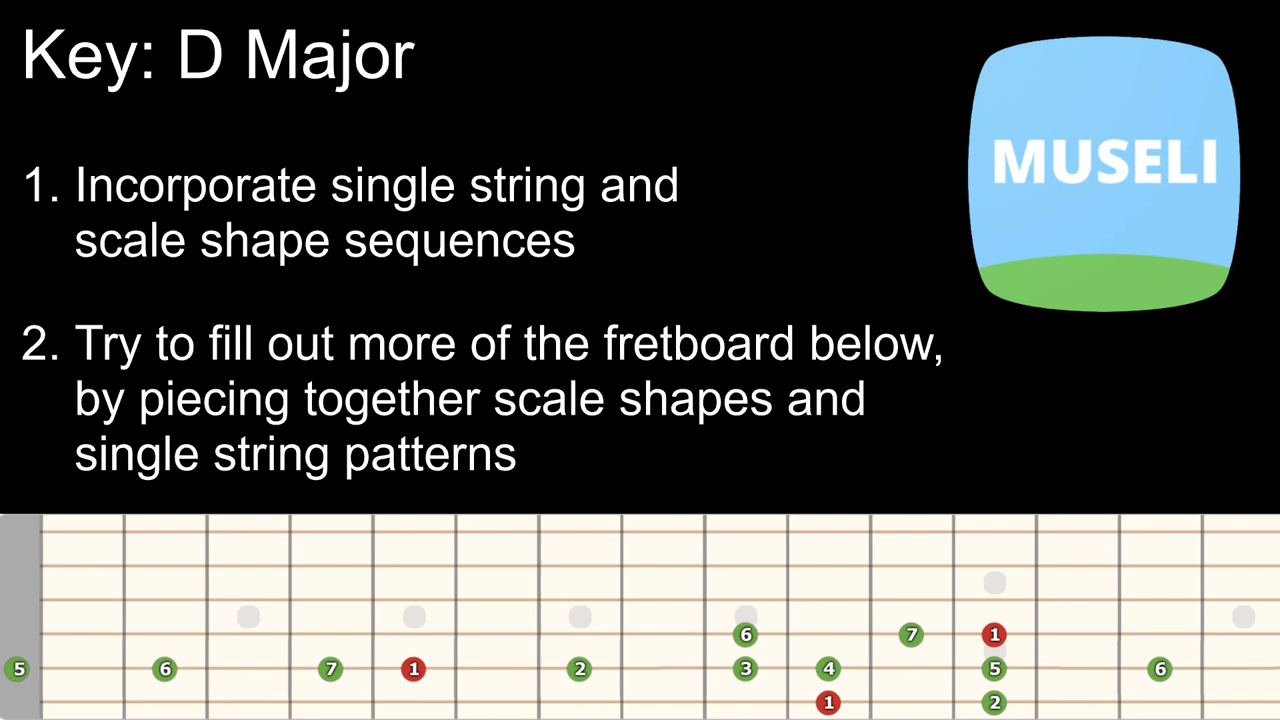 Key: D Major
MUSELI
1. Incorporate single string and
scale shape sequences
2. Try to fill out more of the fretboard below,
by piecing together scale shapes and
single string patterns
6 7 1
5 6 7 1 2 3 4 5 6
1 2